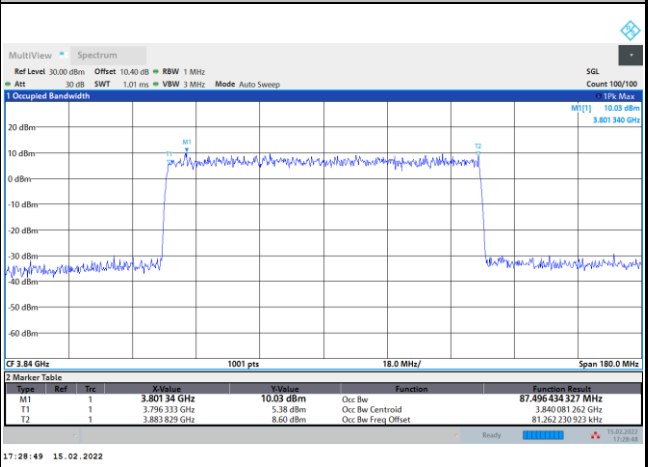 MultiView Spectrum
Ref Level 30.00 dBm Offset 10.40 dB RBW 1 MHz SGL
Att 30 dB SWT 1.01 ms VBW 3 MHz Mode Auto Sweep Count 100/100
1 Occupied Bandwidth 1Pk Max
M1[1] 10.03 dBm
3.801 340 GHz
20 dBm
M1
T1
T2
10 dBm
0 dBm
-10 dBm
-20 dBm
-30 dBm
-40 dBm
-50 dBm
-60 dBm
CF 3.84 GHz 1001 pts 18.0 MHz/ Span 180.0 MHz
2 Marker Table
Type Ref Trc X-Value Y-Value Function Function Result
M1 1 3.801 34 GHz 10.03 dBm Occ Bw 87.496 434 327 MHz
T1 1 3.796 333 GHz 5.38 dBm Occ Bw Centroid 3.840 081 262 GHz
T2 1 3.883 829 GHz 8.60 dBm Occ Bw Freq Offset 81.262 230 923 kHz
Ready 15.02.2022
17:28:48
17:28:49 15.02.2022